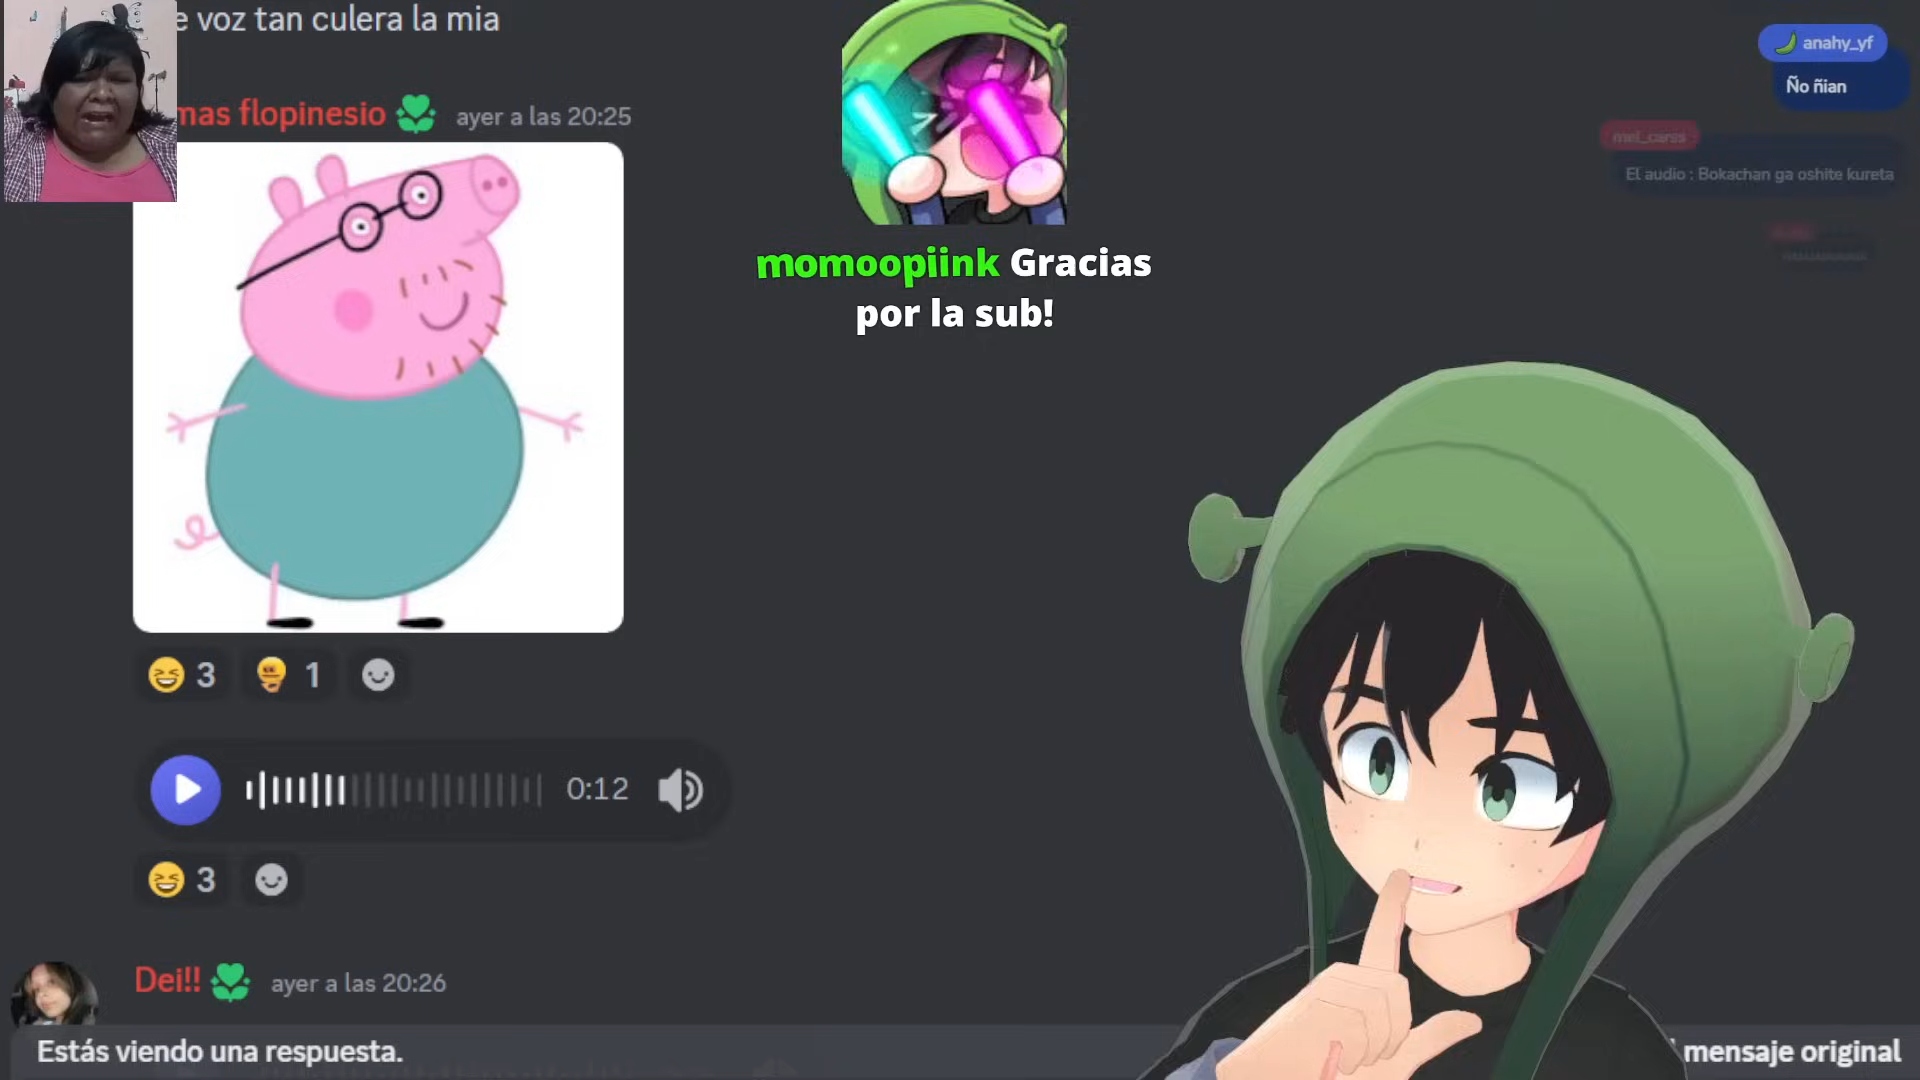 voz tan culera la mia
mas flopinesio ayer a las 20:25
3 1
0:12
3
Dei!! ayer a las 20:26
Estás viendo una respuesta.
mensaje original
momoopiink Gracias
por la sub!
anahy_yf
Ño ñian
mel_carss
El audio : Bokachan ga oshite kureta